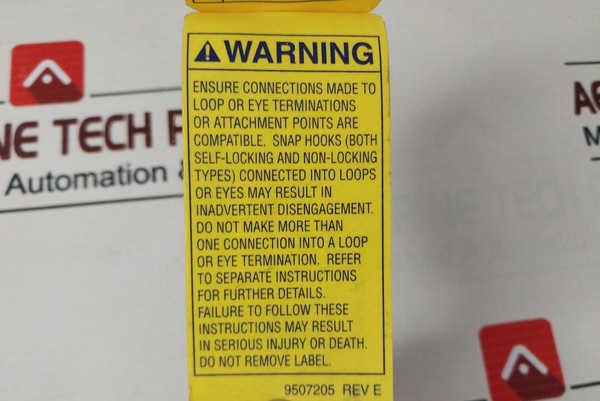 WARNING
ENSURE CONNECTIONS MADE TO
LOOP OR EYE TERMINATIONS
OR ATTACHMENT POINTS ARE
COMPATIBLE. SNAP HOOKS (BOTH
SELF-LOCKING AND NON-LOCKING
TYPES) CONNECTED INTO LOOPS
OR EYES MAY RESULT IN
INADVERTENT DISENGAGEMENT.
DO NOT MAKE MORE THAN
ONE CONNECTION INTO A LOOP
OR EYE TERMINATION. REFER
TO SEPARATE INSTRUCTIONS
FOR FURTHER DETAILS.
FAILURE TO FOLLOW THESE
INSTRUCTIONS MAY RESULT
IN SERIOUS INJURY OR DEATH.
DO NOT REMOVE LABEL.
9507205 REV E
NE TECH
Automation &